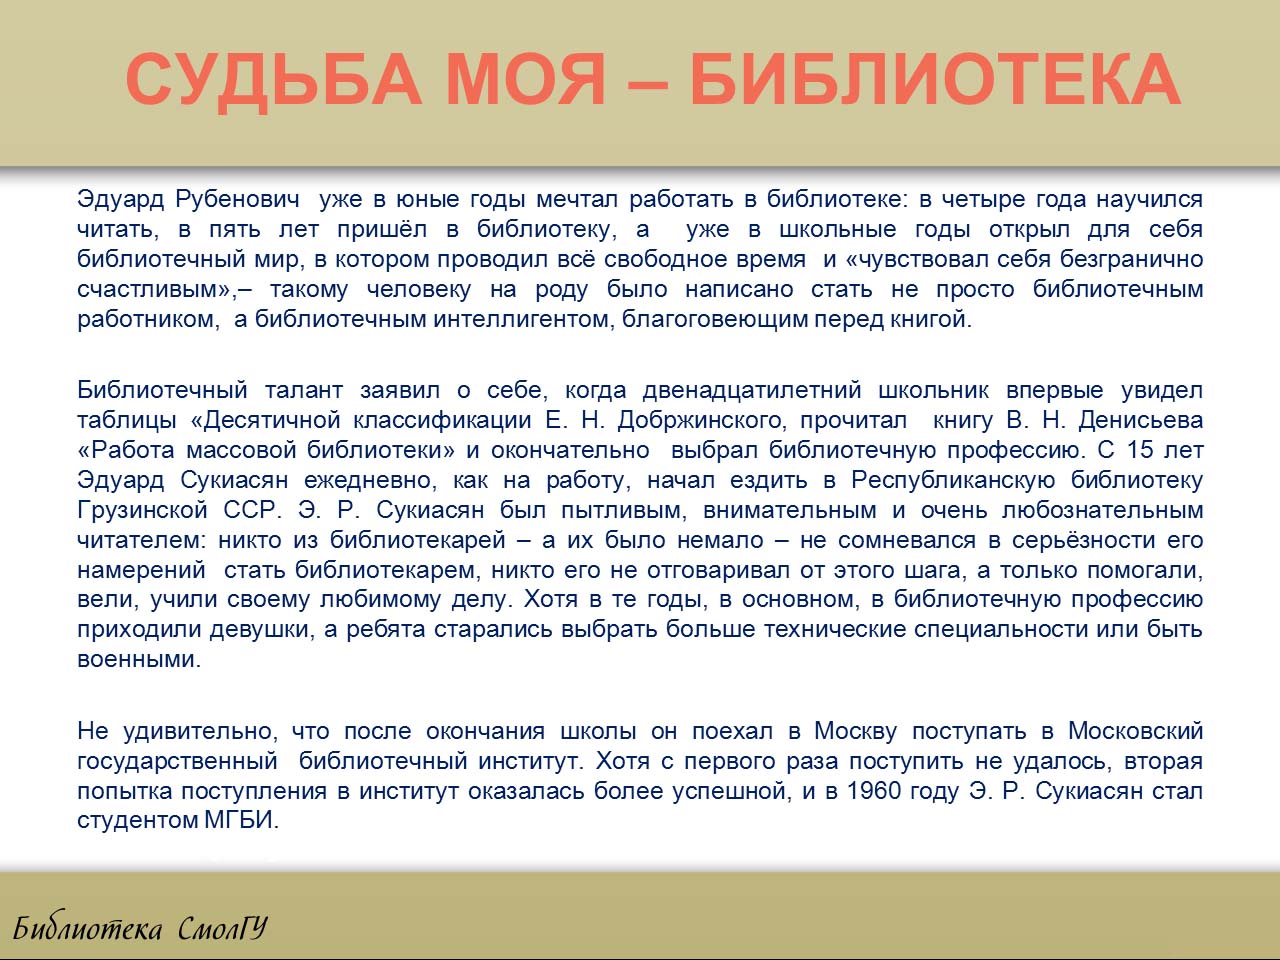 СУДЬБА МОЯ – БИБЛИОТЕКА
Эдуард Рубенович уже в юные годы мечтал работать в библиотеке: в четыре года научился
читать, в пять лет пришёл в библиотеку, а уже в школьные годы открыл для себя
библиотечный мир, в котором проводил всё свободное время и «чувствовал себя безгранично
счастливым»,– такому человеку на роду было написано стать не просто библиотечным
работником, а библиотечным интеллигентом, благоговеющим перед книгой.
Библиотечный талант заявил о себе, когда двенадцатилетний школьник впервые увидел
таблицы «Десятичной классификации Е. Н. Добржинского, прочитал книгу В. Н. Денисьева
«Работа массовой библиотеки» и окончательно выбрал библиотечную профессию. С 15 лет
Эдуард Сукиасян ежедневно, как на работу, начал ездить в Республиканскую библиотеку
Грузинской ССР. Э. Р. Сукиасян был пытливым, внимательным и очень любознательным
читателем: никто из библиотекарей – а их было немало – не сомневался в серьёзности его
намерений стать библиотекарем, никто его не отговаривал от этого шага, а только помогали,
вели, учили своему любимому делу. Хотя в те годы, в основном, в библиотечную профессию
приходили девушки, а ребята старались выбрать больше технические специальности или быть
военными.
Не удивительно, что после окончания школы он поехал в Москву поступать в Московский
государственный библиотечный институт. Хотя с первого раза поступить не удалось, вторая
попытка поступления в институт оказалась более успешной, и в 1960 году Э. Р. Сукиасян стал
студентом МГБИ.
Библиотека СмолГУ